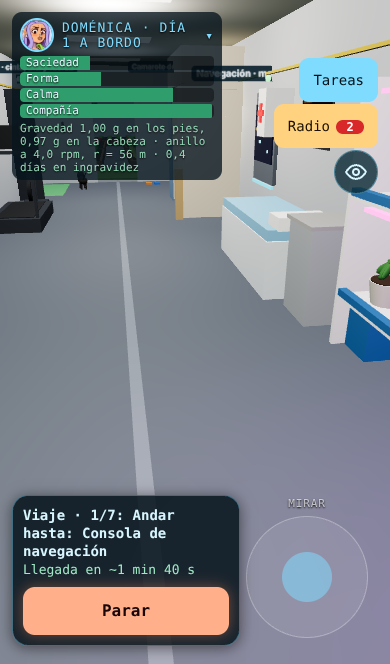 DOMÉNICA · DÍA
1 A BORDO
▾
Saciedad
Forma
Calma
Compañía
Gravedad 1,00 g en los pies,
0,97 g en la cabeza · anillo
a 4,0 rpm, r = 56 m · 0,4
días en ingravidez
Navegación · m
Tareas
Radio 2
MIRAR
Viaje · 1/7: Andar
hasta: Consola de
navegación
Llegada en ~1 min 40 s
Parar